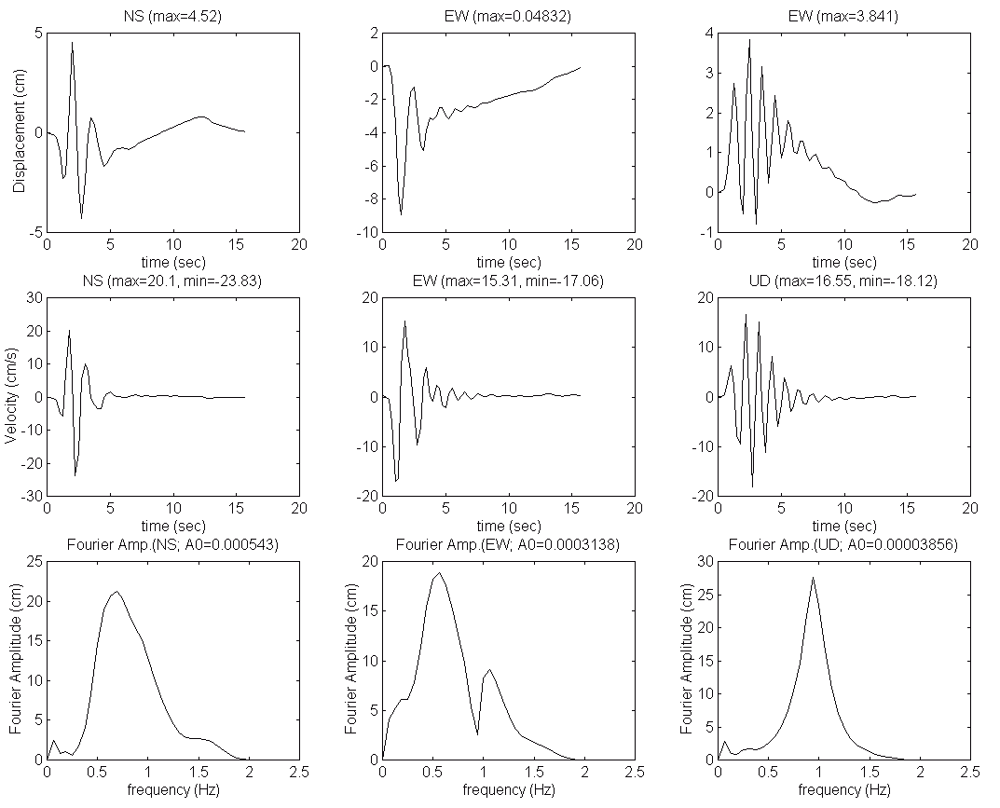 NS (max=4.52)
EW (max=0.04832)
EW (max=3.841)
5
0
-5
Displacement (cm)
0 5 10 15 20
time (sec)
2
0
-2
-4
-6
-8
-10
0 5 10 15 20
time (sec)
4
3
2
1
0
-1
0 5 10 15 20
time (sec)
NS (max=20.1, min=-23.83)
EW (max=15.31, min=-17.06)
UD (max=16.55, min=-18.12)
30
20
10
0
-10
-20
-30
Velocity (cm/s)
0 5 10 15 20
time (sec)
20
10
0
-10
-20
0 5 10 15 20
time (sec)
20
10
0
-10
-20
0 5 10 15 20
time (sec)
Fourier Amp.(NS; A0=0.000543)
Fourier Amp.(EW; A0=0.0003138)
Fourier Amp.(UD; A0=0.00003856)
25
20
15
10
5
0
Fourier Amplitude (cm)
0 0.5 1 1.5 2 2.5
frequency (Hz)
20
15
10
5
0
Fourier Amplitude (cm)
0 0.5 1 1.5 2 2.5
frequency (Hz)
30
25
20
15
10
5
0
Fourier Amplitude (cm)
0 0.5 1 1.5 2 2.5
frequency (Hz)